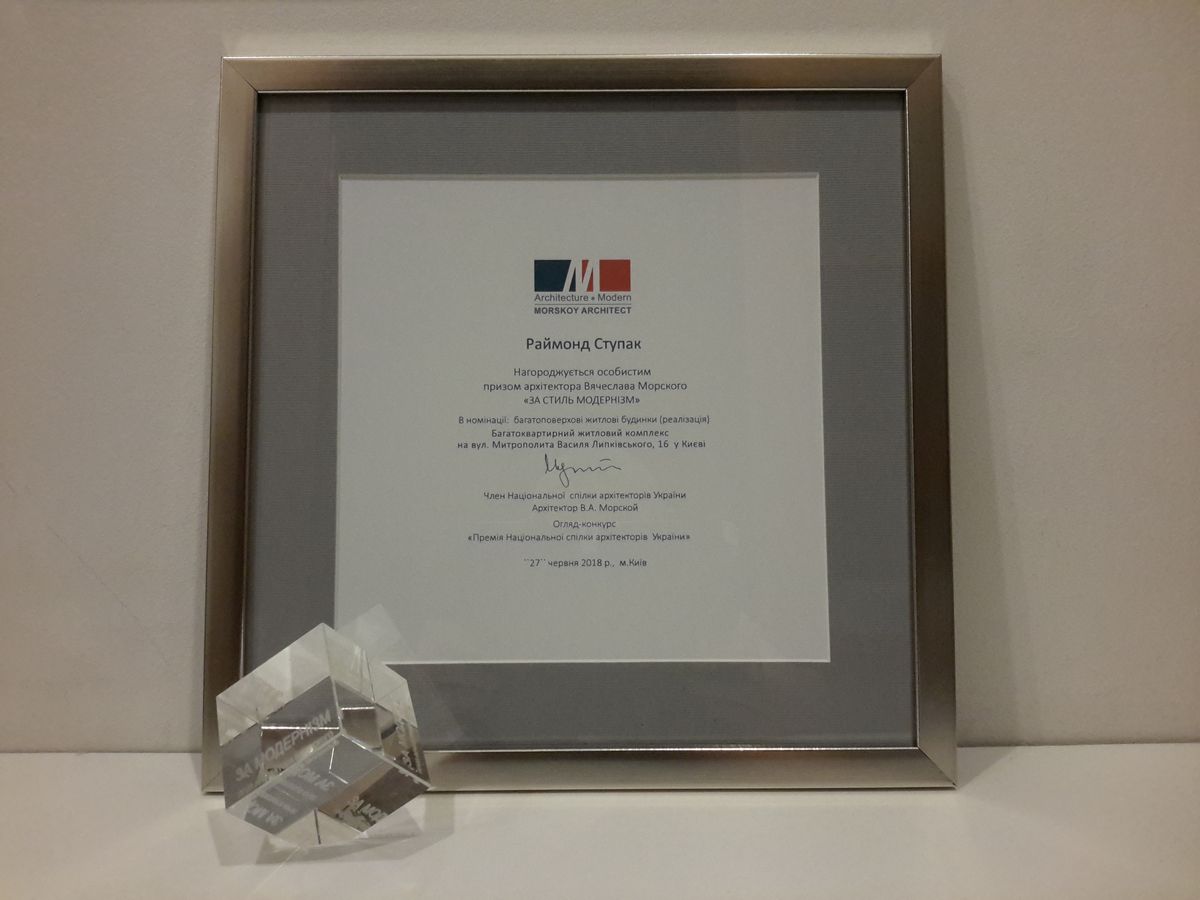 M
Architecture • Modern
MORSKOY ARCHITECT
Раймонд Ступак
Нагороджується особистим
призом архітектора Вячеслава Морского
«ЗА СТИЛЬ МОДЕРНІЗМ»
В номінації: багатоповерхові житлові будинки (реалізація)
Багатоквартирний житловий комплекс
на вул. Митрополита Василя Липківського, 16 у Києві
Член Національної спілки архітекторів України
Архітектор В.А. Морской
Огляд-конкурс
«Премія Національної спілки архітекторів України»
``27`` червня 2018 р., м.Київ
ЗА МОДЕРНІЗМ